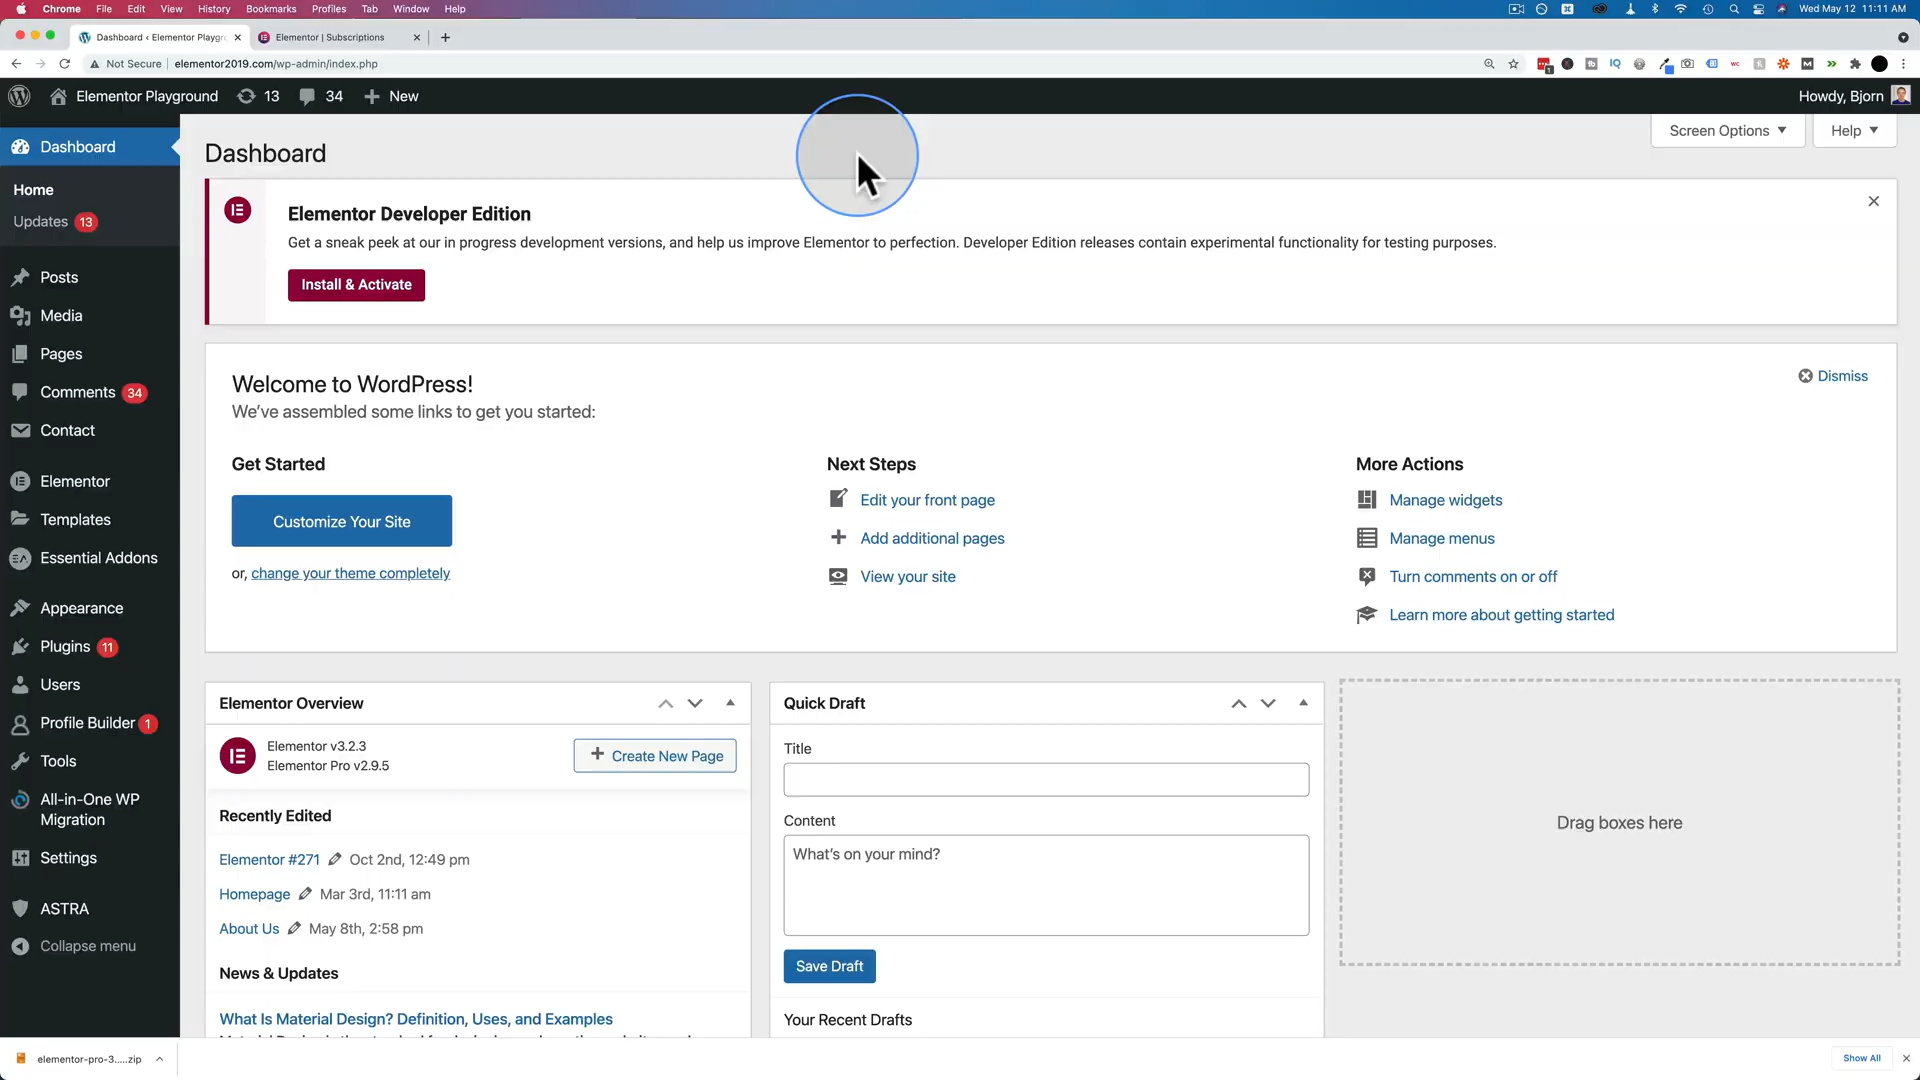 Chrome File Edit View History Bookmarks Profiles Tab Window Help
Wed May 12 11:11 AM
Dashboard ‹ Elementor Playgr
Elementor | Subscriptions
Not Secure | elementor2019.com/wp-admin/index.php
Elementor Playground 13 34 New
Howdy, Bjorn
Screen Options
Help
Dashboard
Home
Updates 13
Posts
Media
Pages
Comments 34
Contact
Elementor
Templates
Essential Addons
Appearance
Plugins 11
Users
Profile Builder 1
Tools
All-in-One WP
Migration
Settings
ASTRA
Collapse menu
Dashboard
Elementor Developer Edition
Get a sneak peek at our in progress development versions, and help us improve Elementor to perfection. Developer Edition releases contain experimental functionality for testing purposes.
Install & Activate
Welcome to WordPress!
We've assembled some links to get you started:
Dismiss
Get Started
Customize Your Site
or, change your theme completely
Next Steps
Edit your front page
Add additional pages
View your site
More Actions
Manage widgets
Manage menus
Turn comments on or off
Learn more about getting started
Elementor Overview
Elementor v3.2.3
Elementor Pro v2.9.5
Create New Page
Recently Edited
Elementor #271 Oct 2nd, 12:49 pm
Homepage Mar 3rd, 11:11 am
About Us May 8th, 2:58 pm
News & Updates
What Is Material Design? Definition, Uses, and Examples
Quick Draft
Title
Content
What's on your mind?
Save Draft
Your Recent Drafts
Drag boxes here
elementor-pro-3.....zip
Show All